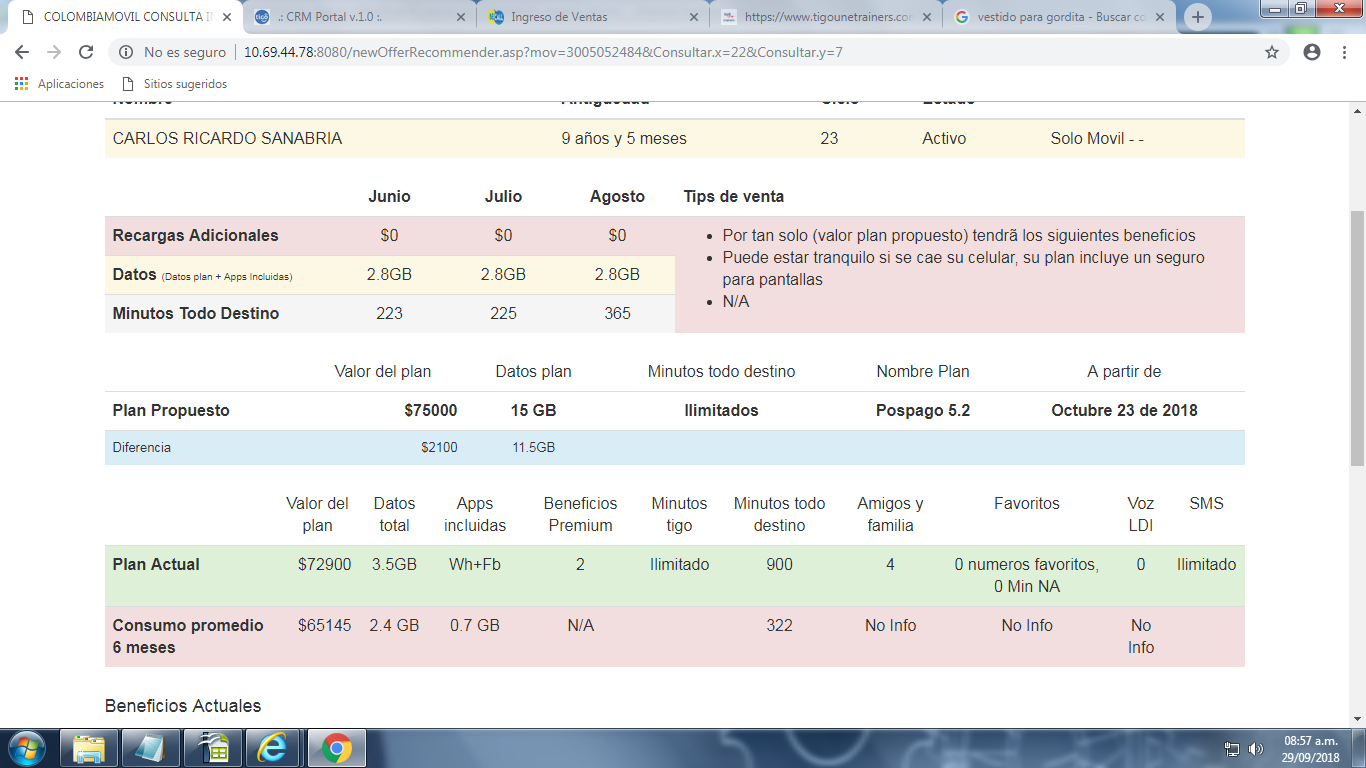 COLOMBIAMOVIL CONSULTA IN
.: CRM Portal v.1.0 :.
Ingreso de Ventas
https://www.tigounetrainers.com
vestido para gordita - Buscar co
No es seguro | 10.69.44.78:8080/newOfferRecommender.asp?mov=3005052484&Consultar.x=22&Consultar.y=7
Aplicaciones Sitios sugeridos
Nombre Antigüedad Ciclo Estado
CARLOS RICARDO SANABRIA 9 años y 5 meses 23 Activo Solo Movil - -
Junio Julio Agosto Tips de venta
Recargas Adicionales $0 $0 $0
Datos (Datos plan + Apps Incluidas) 2.8GB 2.8GB 2.8GB
Minutos Todo Destino 223 225 365
Por tan solo (valor plan propuesto) tendrã los siguientes beneficios
Puede estar tranquilo si se cae su celular, su plan incluye un seguro
para pantallas
N/A
Valor del plan Datos plan Minutos todo destino Nombre Plan A partir de
Plan Propuesto $75000 15 GB Ilimitados Pospago 5.2 Octubre 23 de 2018
Diferencia $2100 11.5GB
Valor del Datos Apps Beneficios Minutos Minutos todo Amigos y Favoritos Voz SMS
plan total incluidas Premium tigo destino familia LDI
Plan Actual $72900 3.5GB Wh+Fb 2 Ilimitado 900 4 0 numeros favoritos, 0 Ilimitado
0 Min NA
Consumo promedio $65145 2.4 GB 0.7 GB N/A 322 No Info No Info No
6 meses Info
Beneficios Actuales
08:57 a.m.
29/09/2018